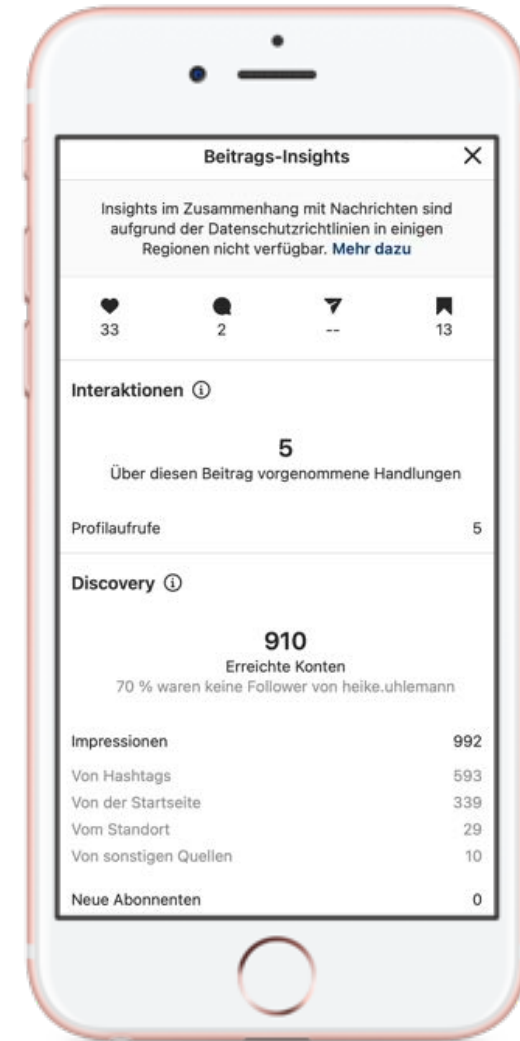 Beitrags-Insights
Insights im Zusammenhang mit Nachrichten sind
aufgrund der Datenschutzrichtlinien in einigen
Regionen nicht verfügbar. Mehr dazu
33 2 -- 13
Interaktionen
5
Über diesen Beitrag vorgenommene Handlungen
Profilaufrufe 5
Discovery
910
Erreichte Konten
70 % waren keine Follower von heike.uhlemann
Impressionen 992
Von Hashtags 593
Von der Startseite 339
Vom Standort 29
Von sonstigen Quellen 10
Neue Abonnenten 0